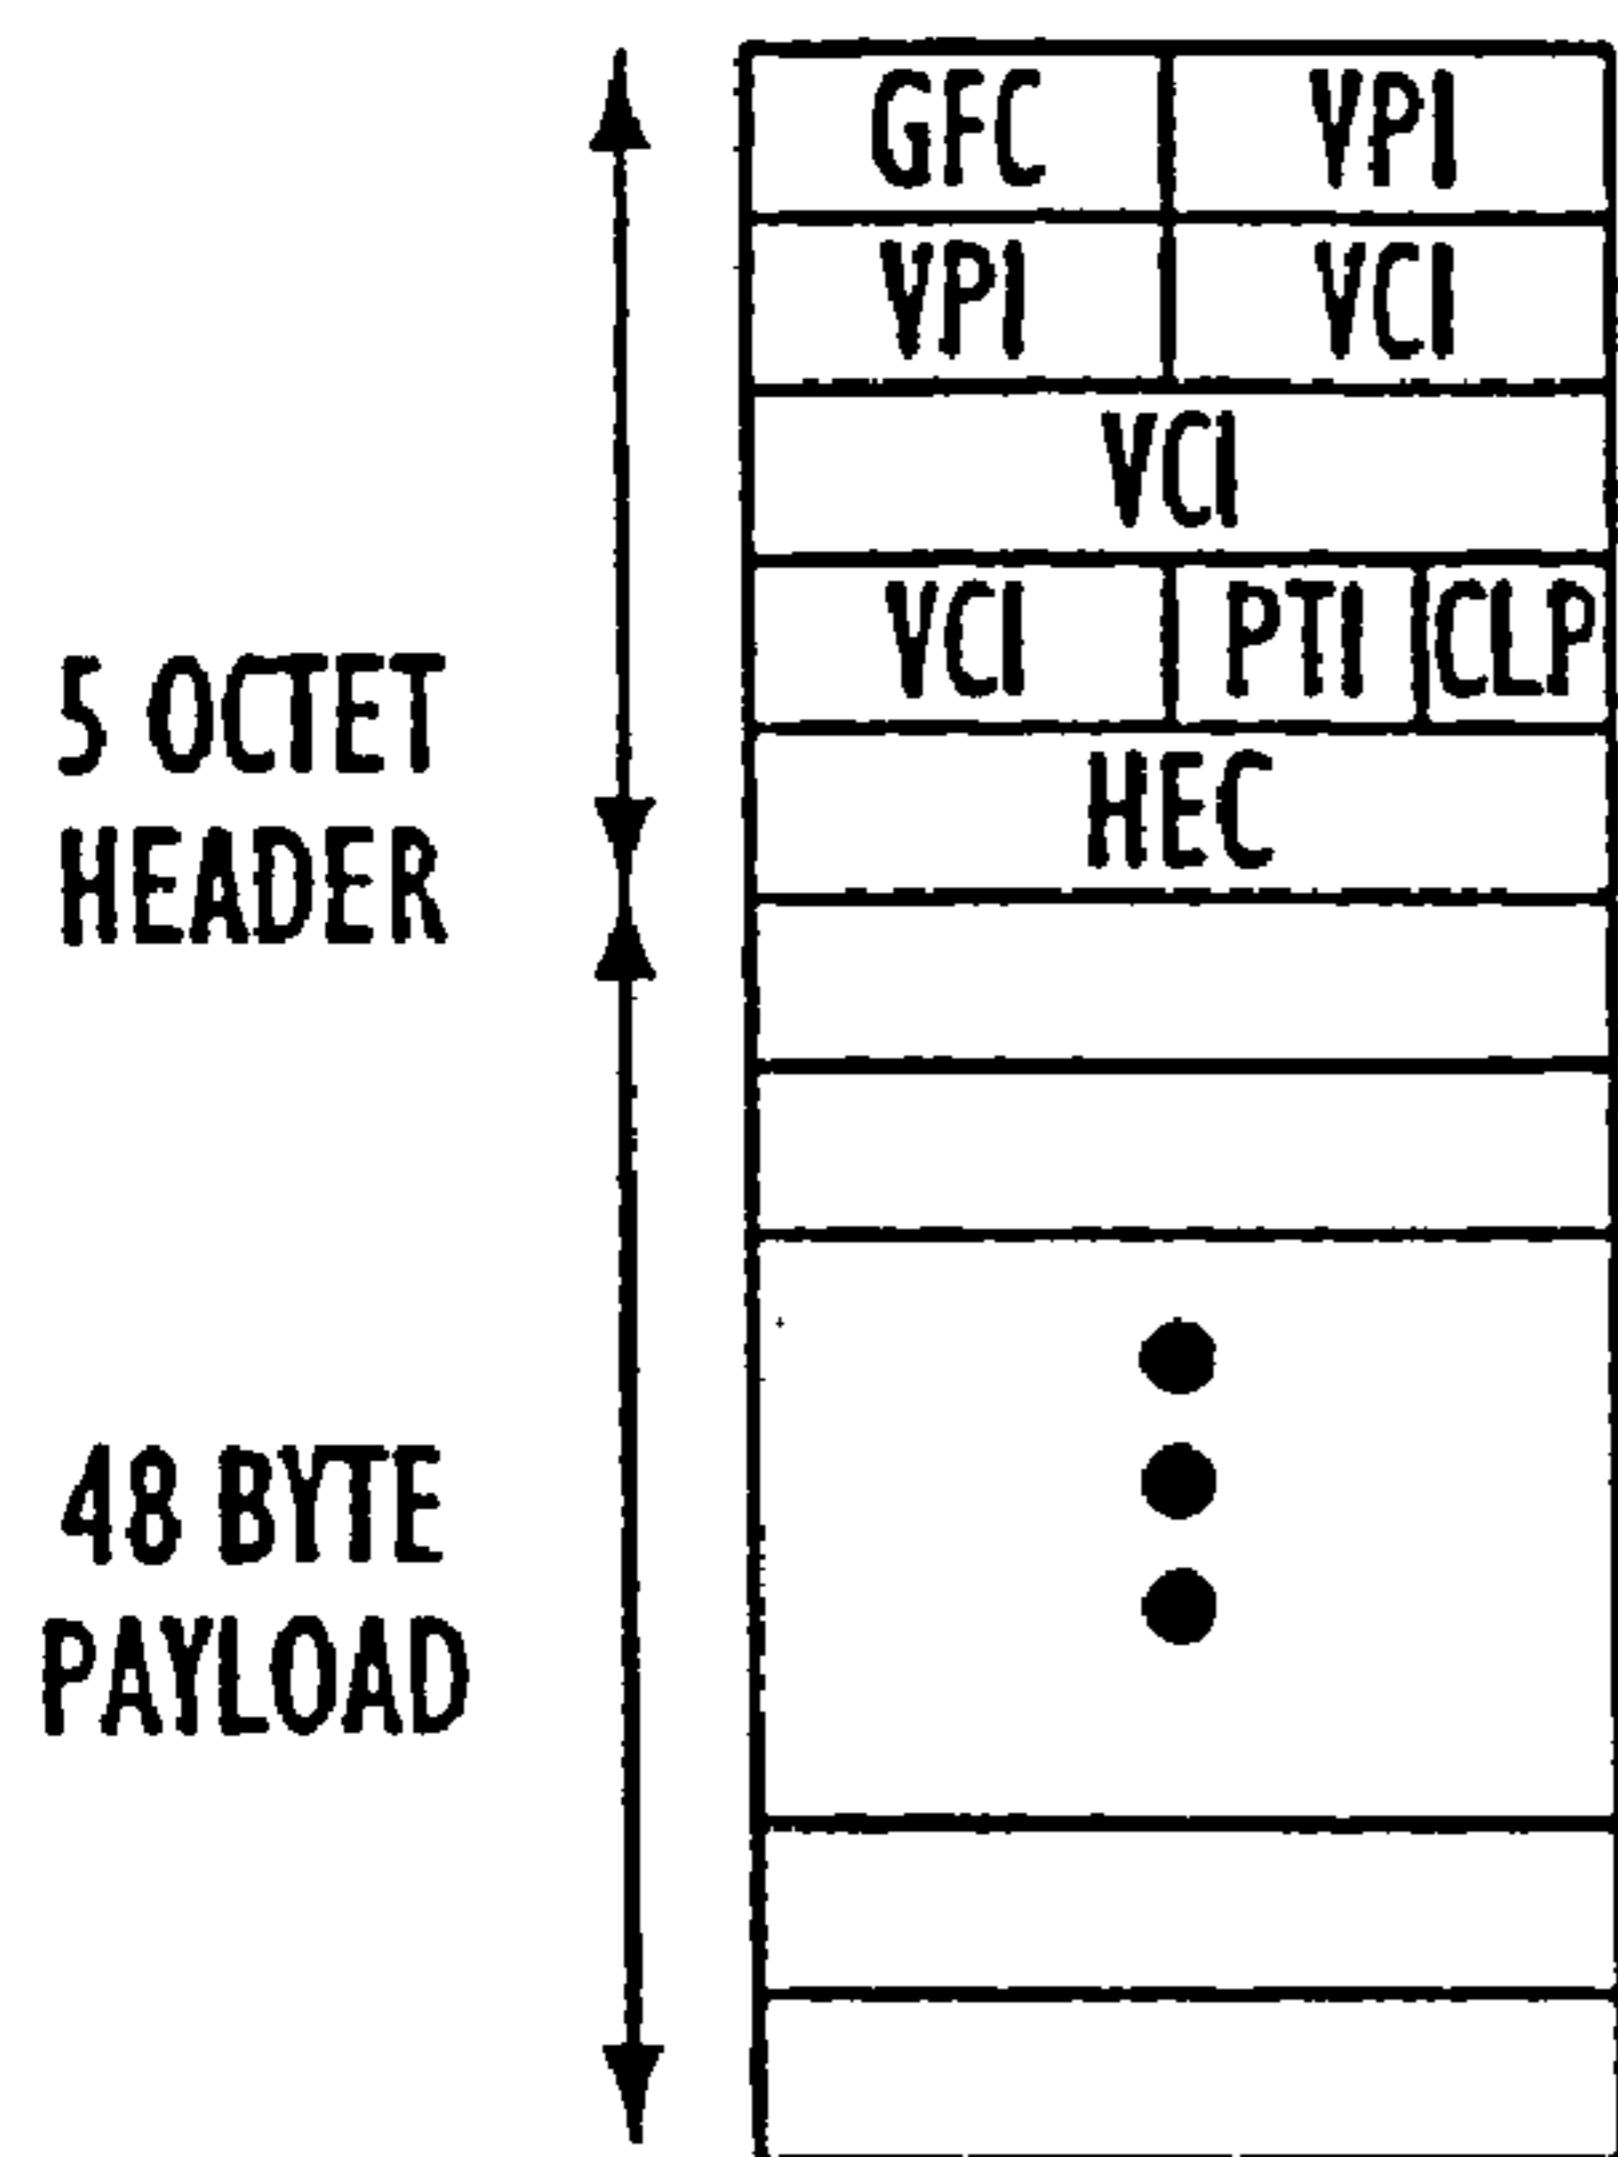 GFC VPI
VPI VCI
VCI
VCI PTI CLP
HEC
5 OCTET
HEADER
48 BYTE
PAYLOAD